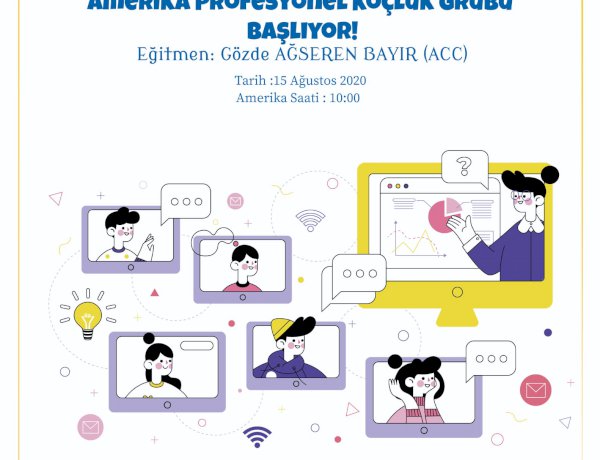 Amerika Profesyonel Koçluk Grubu
BAŞLIYOR!
Eğitmen: Gözde AĞSEREN BAYIR (ACC)
Tarih :15 Ağustos 2020
Amerika Saati : 10:00
?